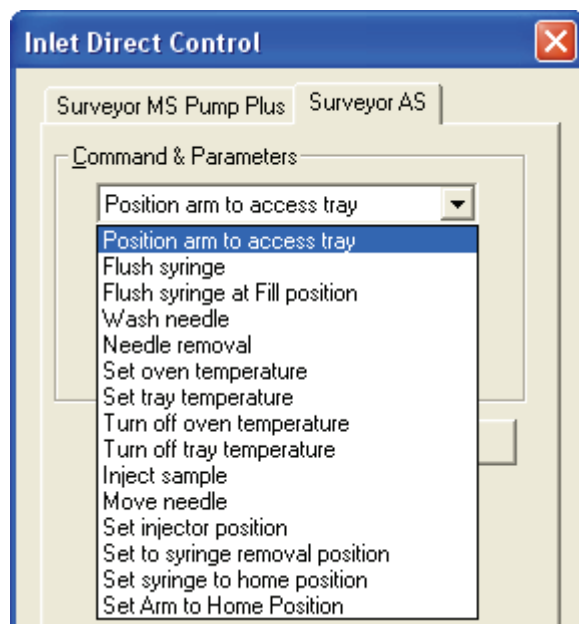 Inlet Direct Control
Surveyor MS Pump Plus Surveyor AS
Command & Parameters
Position arm to access tray
Position arm to access tray
Flush syringe
Flush syringe at Fill position
Wash needle
Needle removal
Set oven temperature
Set tray temperature
Turn off oven temperature
Turn off tray temperature
Inject sample
Move needle
Set injector position
Set to syringe removal position
Set syringe to home position
Set Arm to Home Position